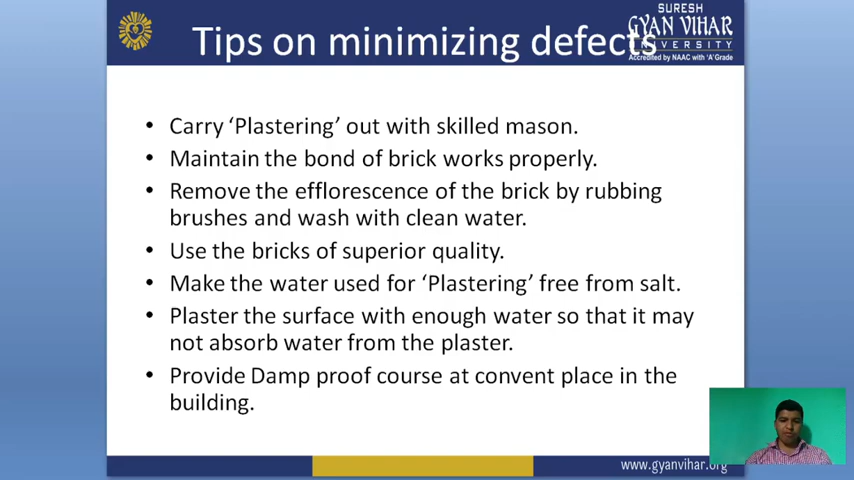 Tips on minimizing defects
SURESH
GYAN VIHAR
UNIVERSITY
Accredited by NAAC with 'A' Grade
• Carry ‘Plastering’ out with skilled mason.
• Maintain the bond of brick works properly.
• Remove the efflorescence of the brick by rubbing
brushes and wash with clean water.
• Use the bricks of superior quality.
• Make the water used for ‘Plastering’ free from salt.
• Plaster the surface with enough water so that it may
not absorb water from the plaster.
• Provide Damp proof course at convent place in the
building.
www.gyanvihar.org